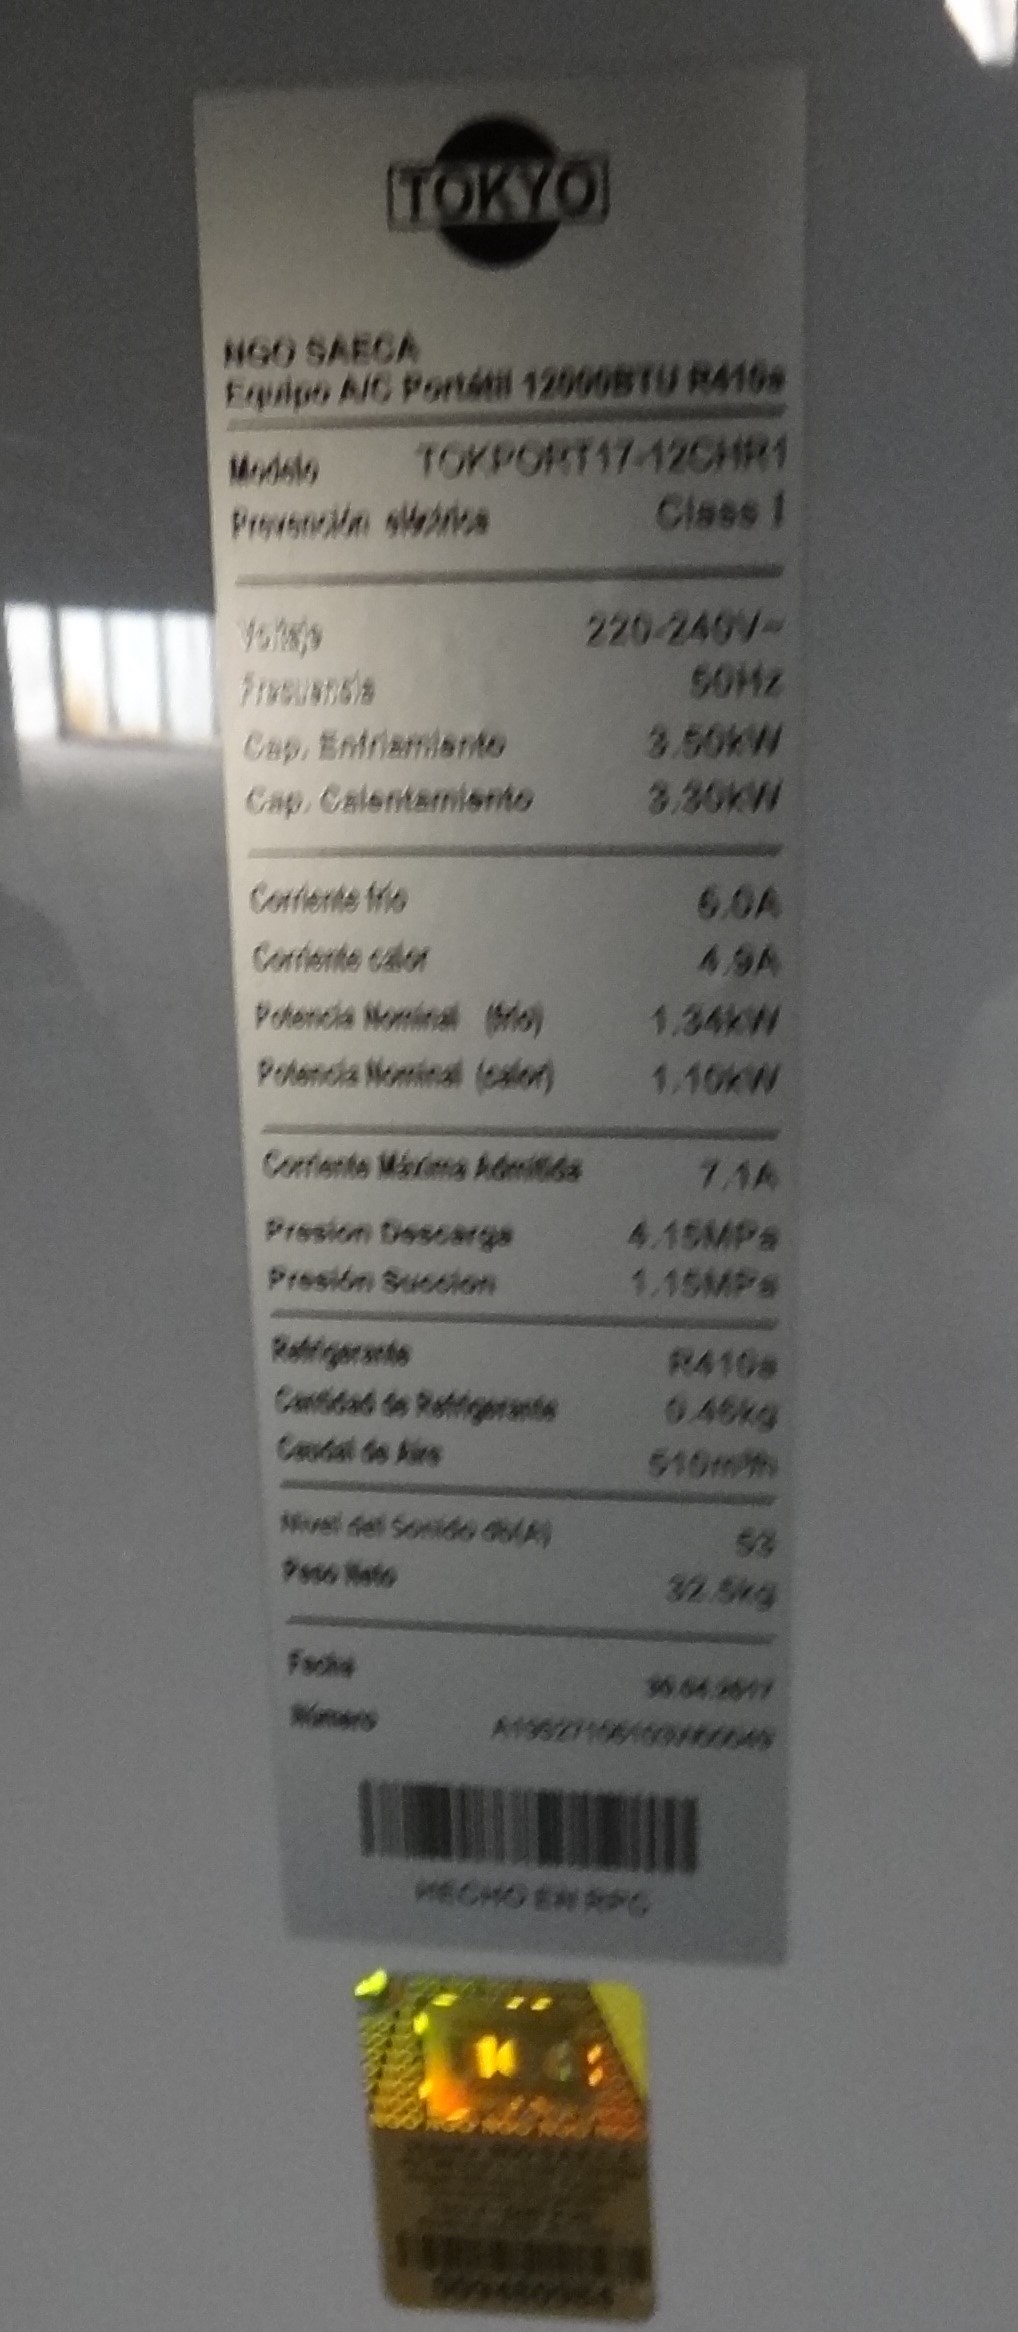 TOKYO
NGO SAECA
Equipo A/C Portátil 12000BTU R410a
Modelo TOKPORT17-12CHR1
Prevención eléctrica Class I
Voltaje 220-240V~
Frecuencia 50Hz
Cap. Enfriamiento 3.50kW
Cap. Calentamiento 3.30kW
Corriente frío 6.0A
Corriente calor 4.9A
Potencia Nominal (frío) 1.34kW
Potencia Nominal (calor) 1.10kW
Corriente Máxima Admitida 7.1A
Presion Descarga 4.15MPa
Presión Succion 1.15MPa
Refrigerante R410a
Cantidad de Refrigerante
Caudal de Aire 510m³/h
Nivel del Sonido db(A) 53
Peso Neto 32.5kg
Fecha
Número
HECHO EN RPC